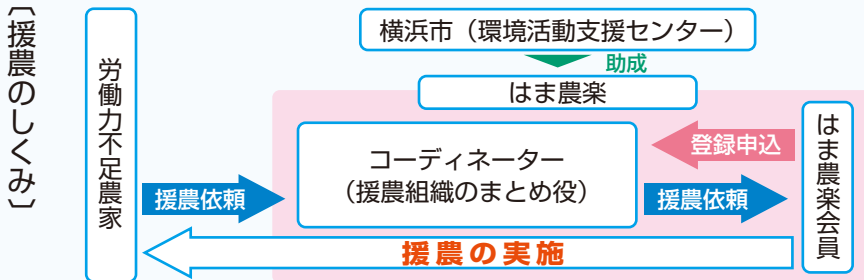 〔援農のしくみ〕
労働力不足農家
横浜市（環境活動支援センター）
助成
はま農楽
コーディネーター
（援農組織のまとめ役）
登録申込
はま農楽会員
援農依頼
援農依頼
援農の実施